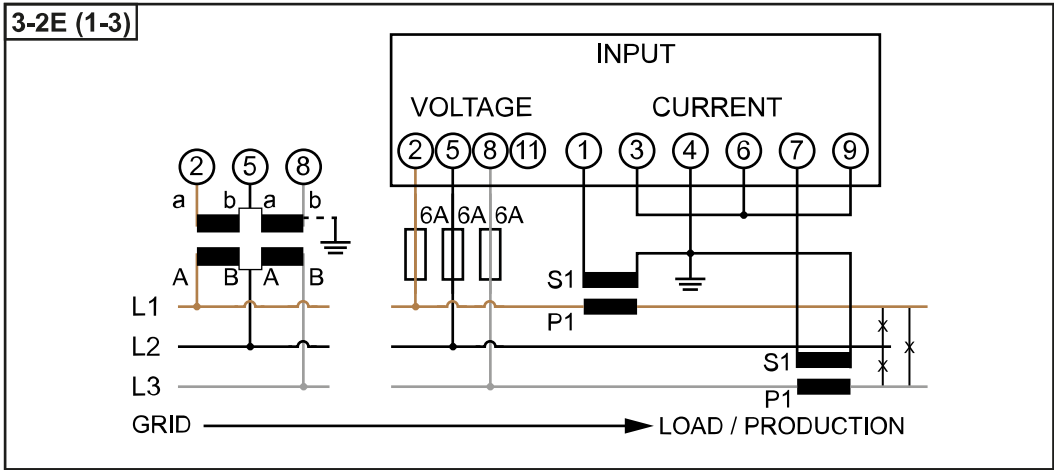 3-2E (1-3)
INPUT
VOLTAGE CURRENT
2 5 8 11 1 3 4 6 7 9
2 5 8
a b a b
6A 6A 6A
A B A B
S1
P1
L1
L2
S1
L3
P1
GRID LOAD / PRODUCTION